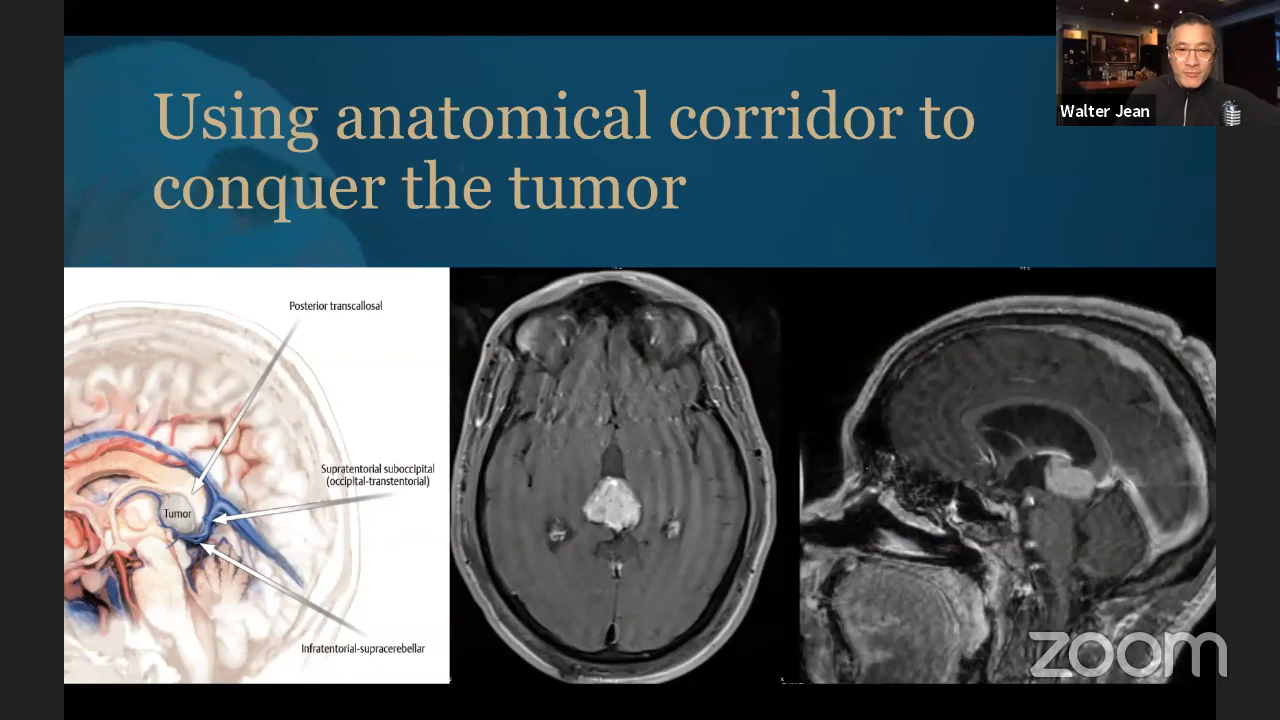 Using anatomical corridor to
conquer the tumor
Walter Jean
Posterior transcallosal
Supratentorial suboccipital
(occipital-transtentorial)
Tumor
Infratentorial-supracerebellar
zoom